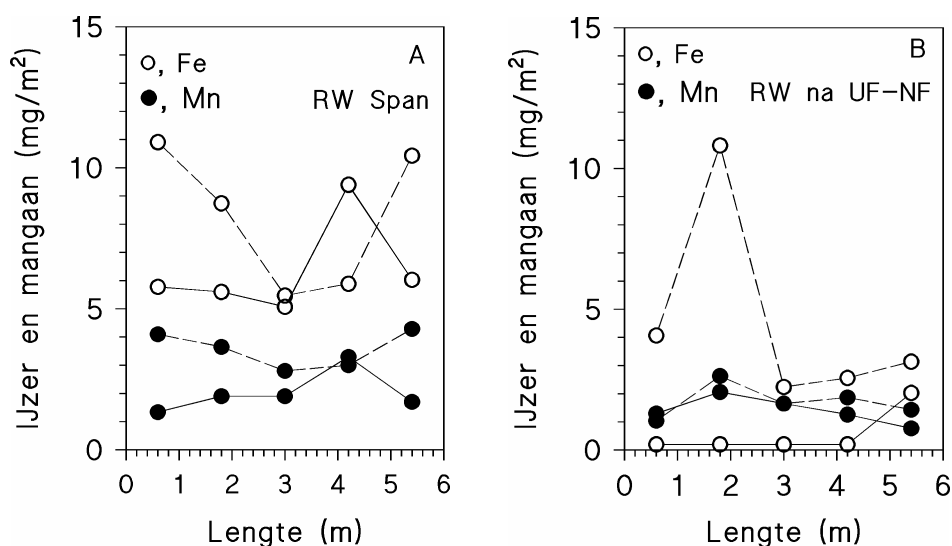 IJzer en mangaan (mg/m²)
15
10
5
0
A
, Fe
, Mn
RW Span
0 1 2 3 4 5 6
Lengte (m)
IJzer en mangaan (mg/m²)
15
10
5
0
B
, Fe
, Mn RW na UF-NF
0 1 2 3 4 5 6
Lengte (m)